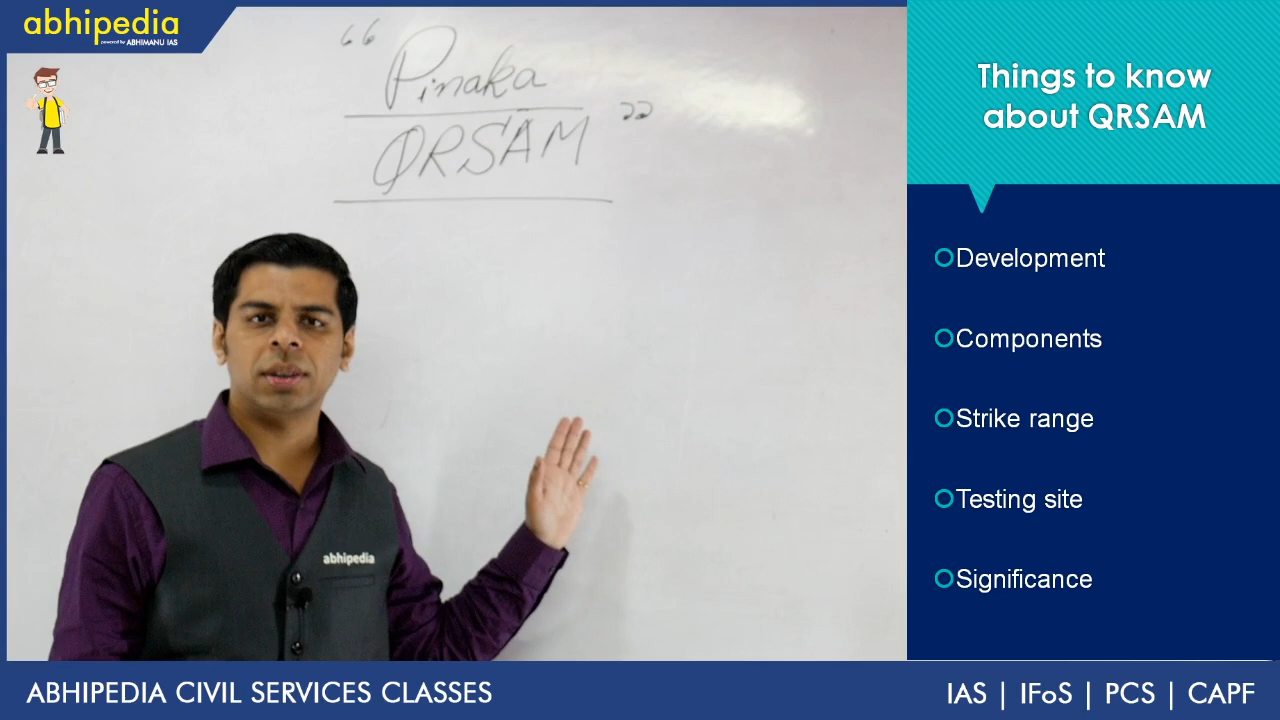 abhipedia
powered by ABHIMANU IAS
“ Pinaka
QRSAM ”
abhipedia
Things to know
about QRSAM
Development
Components
Strike range
Testing site
Significance
ABHIPEDIA CIVIL SERVICES CLASSES
IAS | IFoS | PCS | CAPF